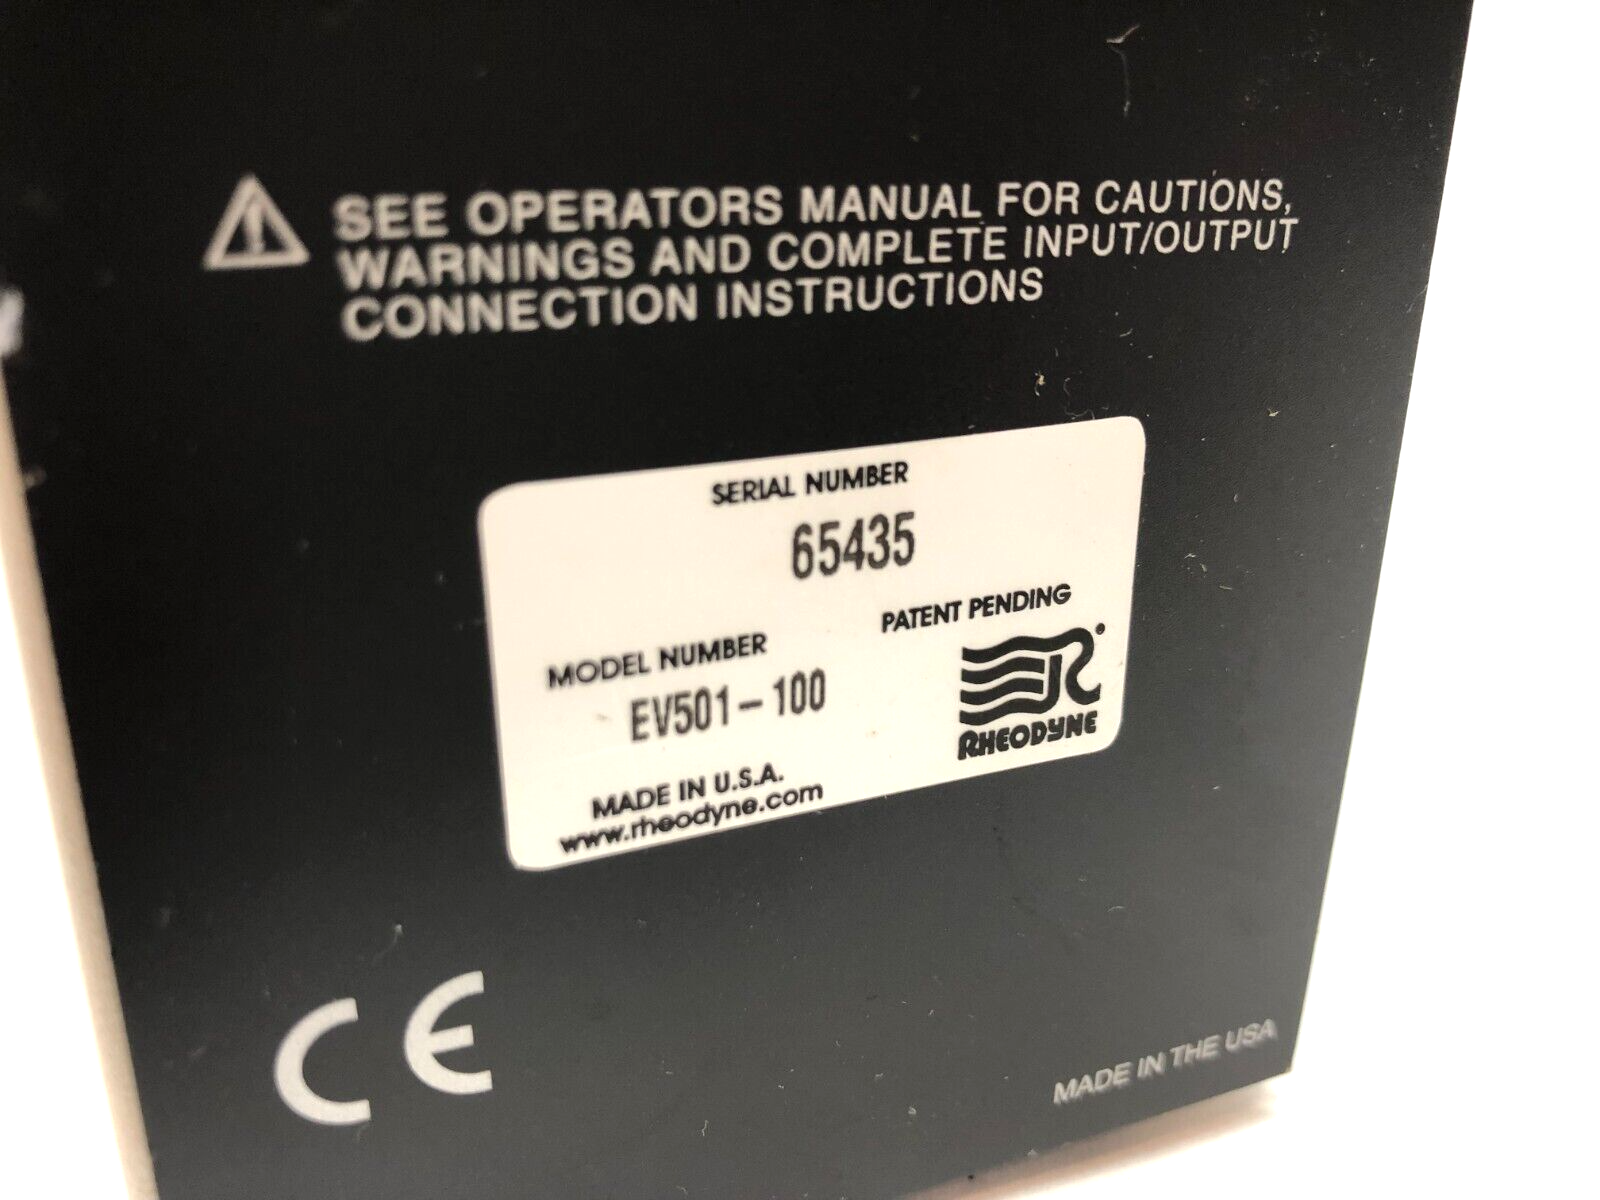 SEE OPERATORS MANUAL FOR CAUTIONS,
WARNINGS AND COMPLETE INPUT/OUTPUT
CONNECTION INSTRUCTIONS
SERIAL NUMBER
65435
PATENT PENDING
MODEL NUMBER
EV501-100
RHEODYNE
MADE IN U.S.A.
www.rheodyne.com
CE
MADE IN THE USA